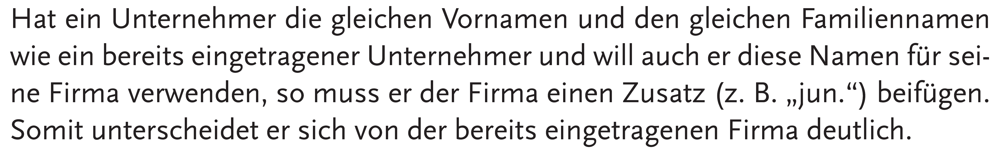 Hat ein Unternehmer die gleichen Vornamen und den gleichen Familiennamen
wie ein bereits eingetragener Unternehmer und will auch er diese Namen für sei-
ne Firma verwenden, so muss er der Firma einen Zusatz (z. B. „jun.“) beifügen.
Somit unterscheidet er sich von der bereits eingetragenen Firma deutlich.